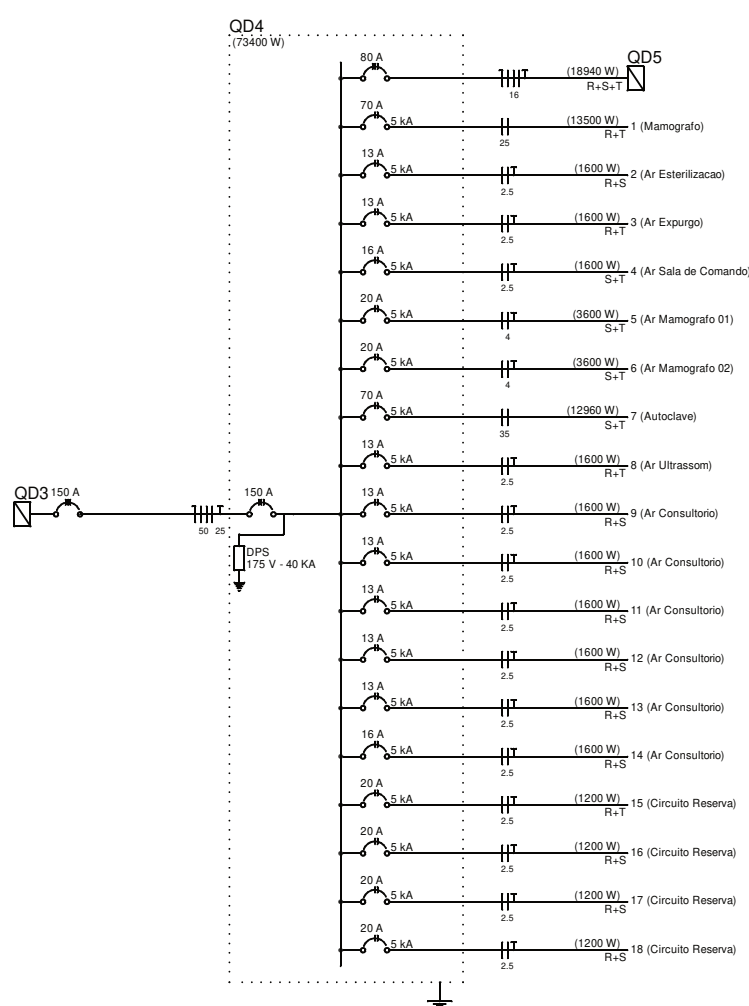 QD4
(73400 W)
80 A
16
(18940 W)
R+S+T
QD5
70 A
5 kA
25
(13500 W)
R+T
1 (Mamografo)
13 A
5 kA
2.5
(1600 W)
R+S
2 (Ar Esterilizacao)
13 A
5 kA
2.5
(1600 W)
R+T
3 (Ar Expurgo)
16 A
5 kA
2.5
(1600 W)
S+T
4 (Ar Sala de Comando)
20 A
5 kA
4
(3600 W)
S+T
5 (Ar Mamografo 01)
20 A
5 kA
4
(3600 W)
S+T
6 (Ar Mamografo 02)
70 A
5 kA
35
(12960 W)
S+T
7 (Autoclave)
13 A
5 kA
2.5
(1600 W)
R+T
8 (Ar Ultrassom)
QD3
150 A
50 25
150 A
DPS
175 V - 40 KA
13 A
5 kA
2.5
(1600 W)
R+S
9 (Ar Consultorio)
13 A
5 kA
2.5
(1600 W)
R+S
10 (Ar Consultorio)
13 A
5 kA
2.5
(1600 W)
R+S
11 (Ar Consultorio)
13 A
5 kA
2.5
(1600 W)
R+S
12 (Ar Consultorio)
13 A
5 kA
2.5
(1600 W)
R+S
13 (Ar Consultorio)
16 A
5 kA
2.5
(1600 W)
R+S
14 (Ar Consultorio)
20 A
5 kA
2.5
(1200 W)
R+T
15 (Circuito Reserva)
20 A
5 kA
2.5
(1200 W)
R+S
16 (Circuito Reserva)
20 A
5 kA
2.5
(1200 W)
R+S
17 (Circuito Reserva)
20 A
5 kA
2.5
(1200 W)
R+S
18 (Circuito Reserva)